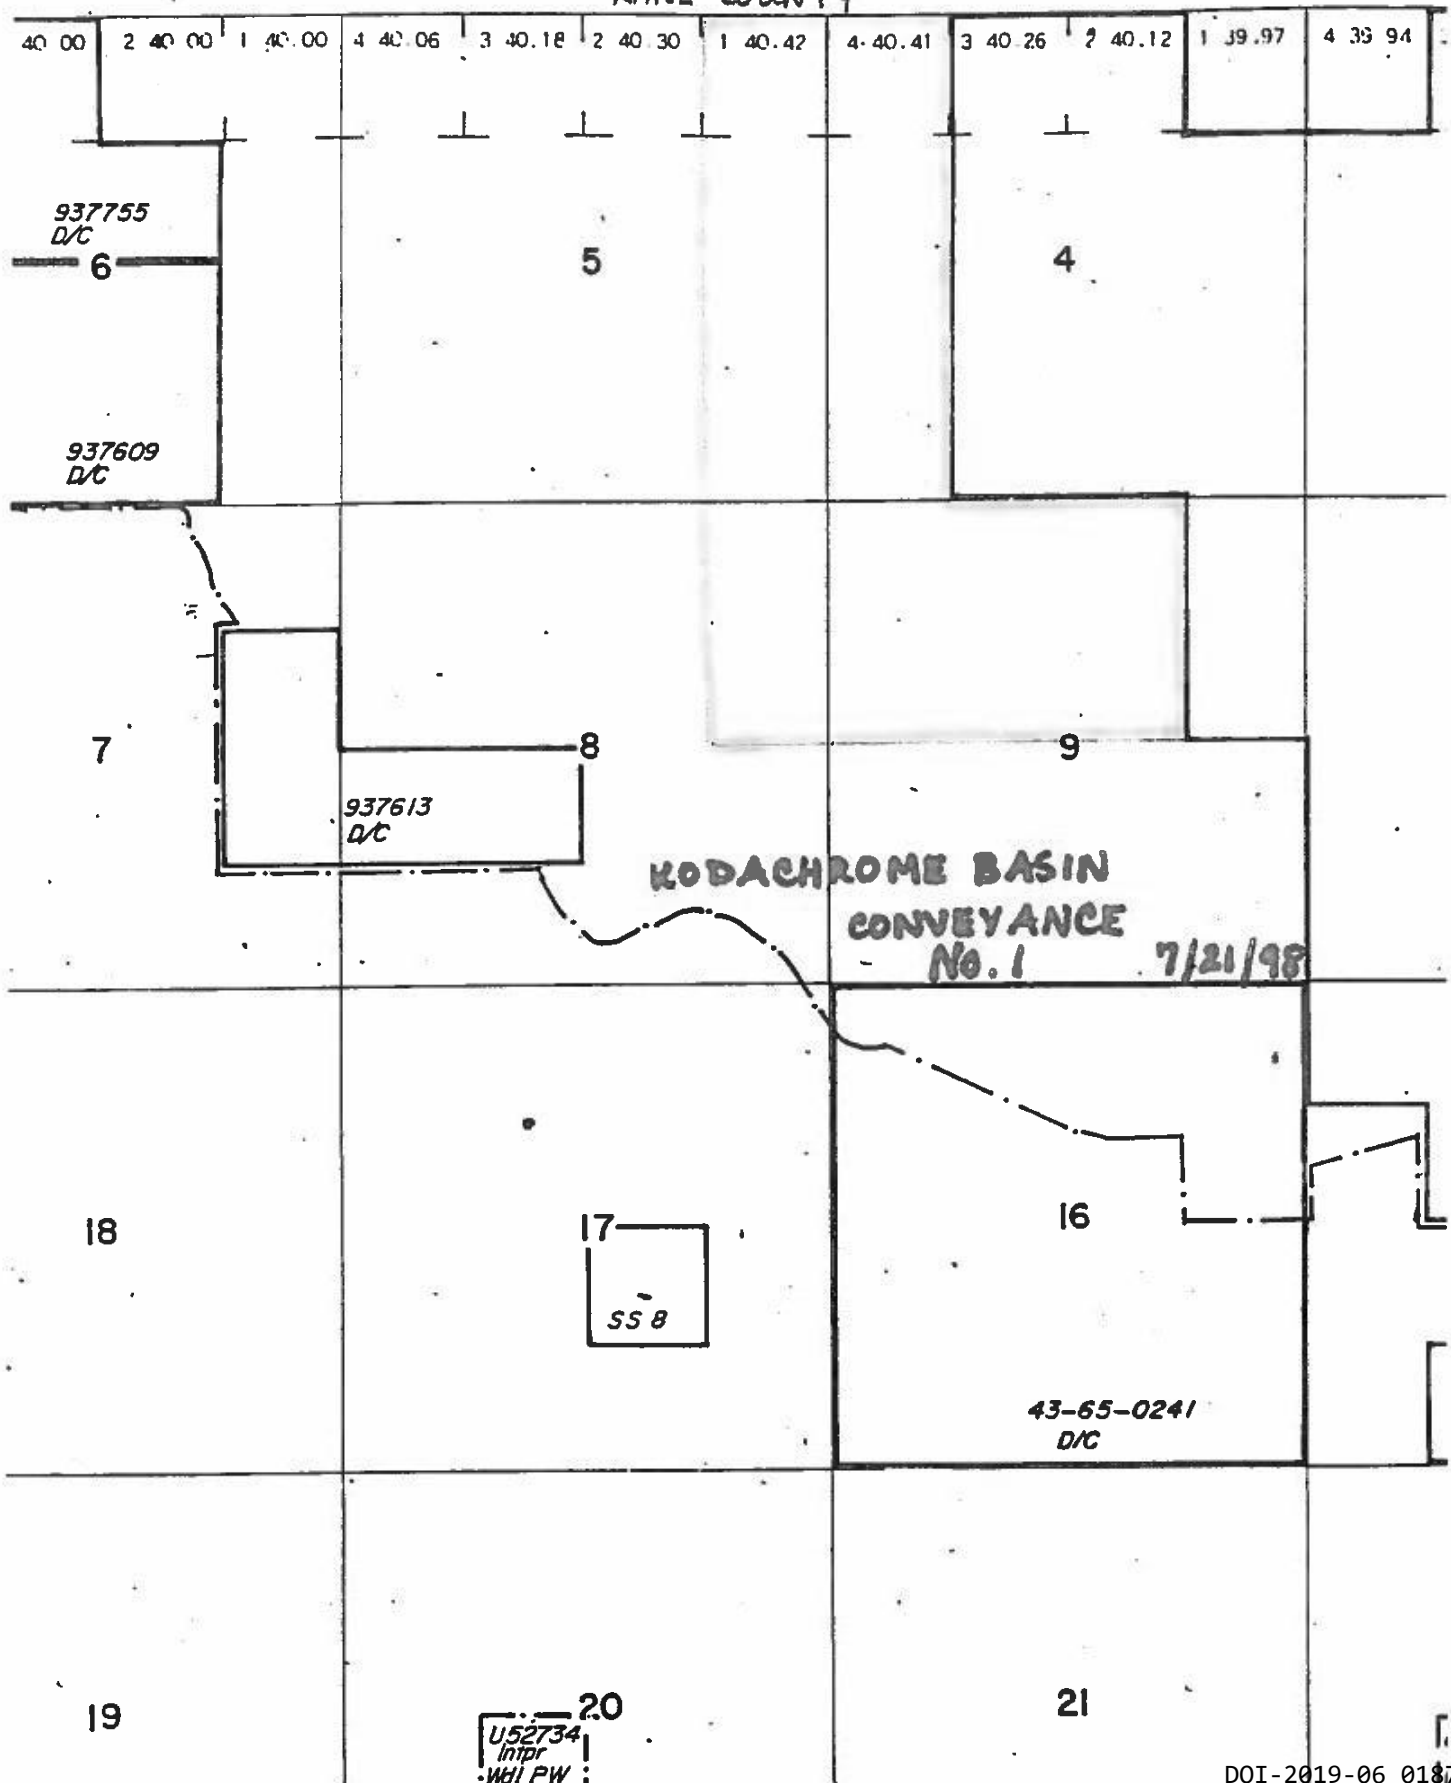 40 00 2 40 00 1 40.00 4 40.06 3 40.18 2 40.30 1 40.42 4 40.41 3 40 26 2 40.12 1 39.97 4 39 94
937755
D/C
6 5 4
937609
D/C
7 8 9
937613
D/C
KODACHROME BASIN
CONVEYANCE
No. 1 7/21/98
18 17 16
SS 8
43-65-0241
D/C
19 20 21
U52734
Intpr
Wdl PW
DOI-2019-06